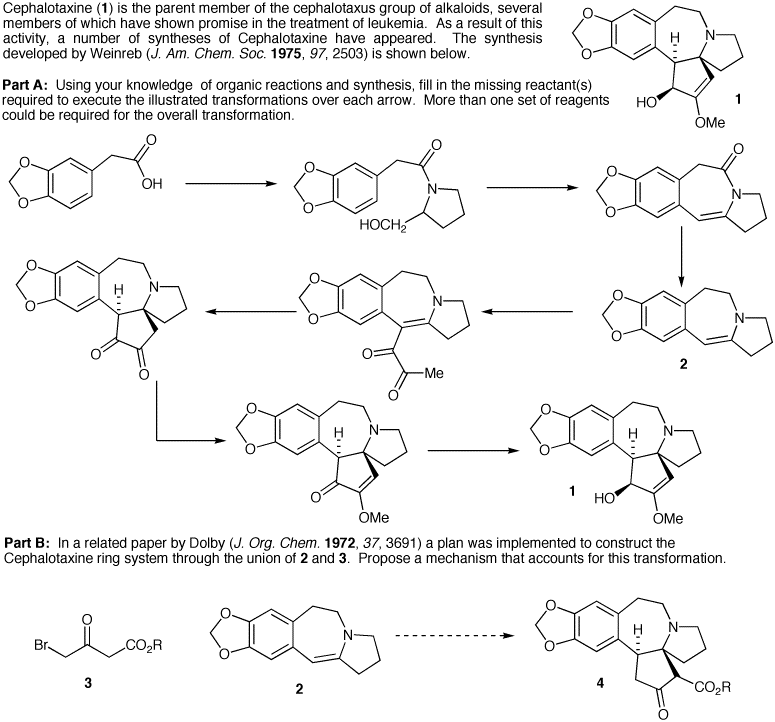 Cephalotaxine (1) is the parent member of the cephalotaxus group of alkaloids, several
members of which have shown promise in the treatment of leukemia. As a result of this
activity, a number of syntheses of Cephalotaxine have appeared. The synthesis
developed by Weinreb (J. Am. Chem. Soc. 1975, 97, 2503) is shown below.
O
O
N
H
HO
OMe
1
Part A: Using your knowledge of organic reactions and synthesis, fill in the missing reactant(s)
required to execute the illustrated transformations over each arrow. More than one set of reagents
could be required for the overall transformation.
O
O
O
OH
O
O
O
N
HOCH2
O
O
O
N
O
O
N
H
O
O
O
O
N
O
O
Me
O
O
N
2
O
O
N
H
O
OMe
O
O
N
H
HO
OMe
1
Part B: In a related paper by Dolby (J. Org. Chem. 1972, 37, 3691) a plan was implemented to construct the
Cephalotaxine ring system through the union of 2 and 3. Propose a mechanism that accounts for this transformation.
O
Br
CO2R
3
O
O
N
2
O
O
N
H
CO2R
O
4